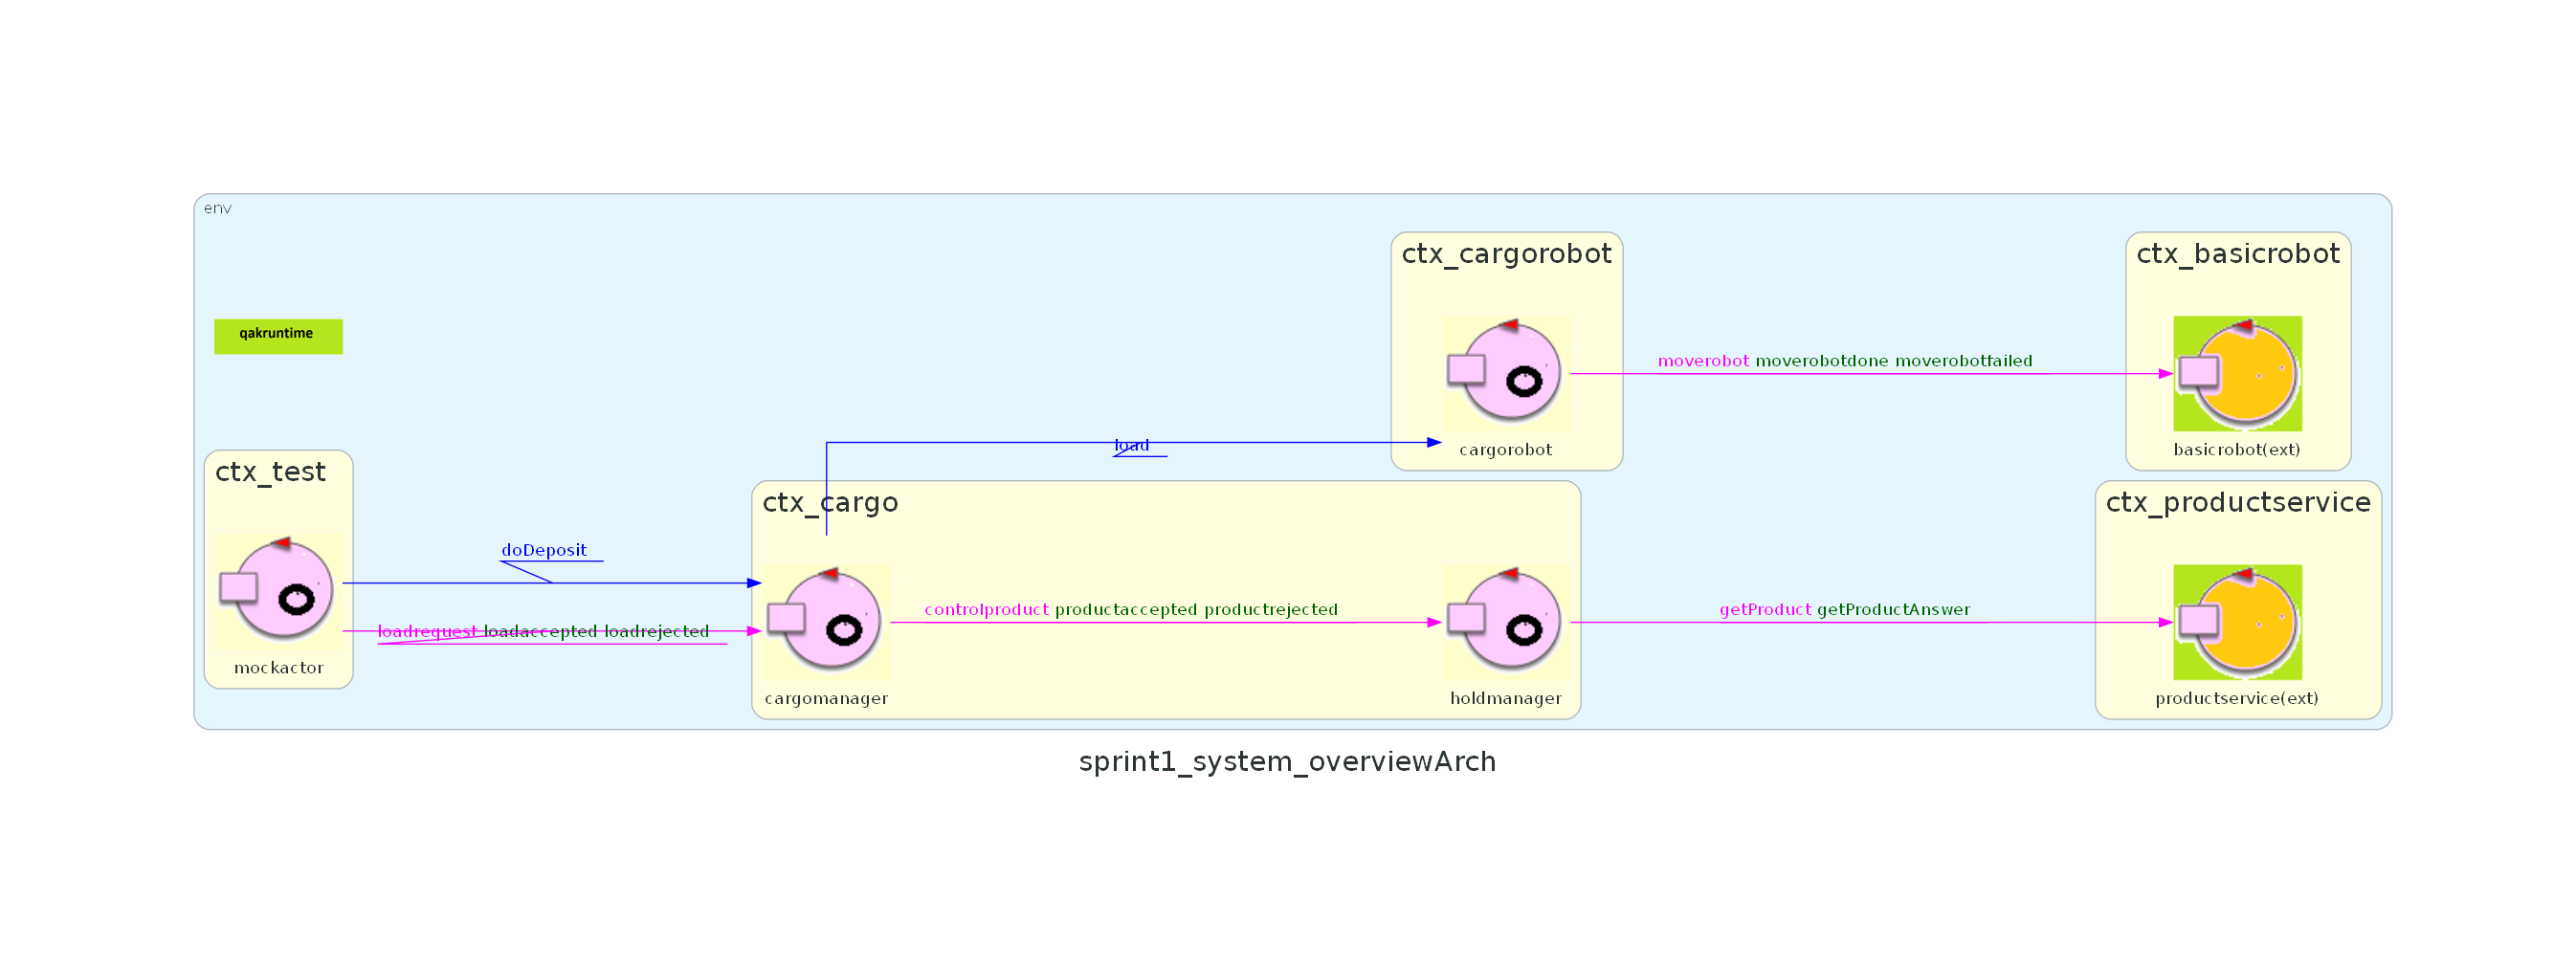 env
ctx_cargorobot
ctx_basicrobot
qakruntime
moverobot moverobotdone moverobotfailed
load
cargorobot
basicrobot(ext)
ctx_test
ctx_cargo
ctx_productservice
doDeposit
controlproduct productaccepted productrejected
getProduct getProductAnswer
loadrequest loadaccepted loadrejected
mockactor
cargomanager
holdmanager
productservice(ext)
sprint1_system_overviewArch